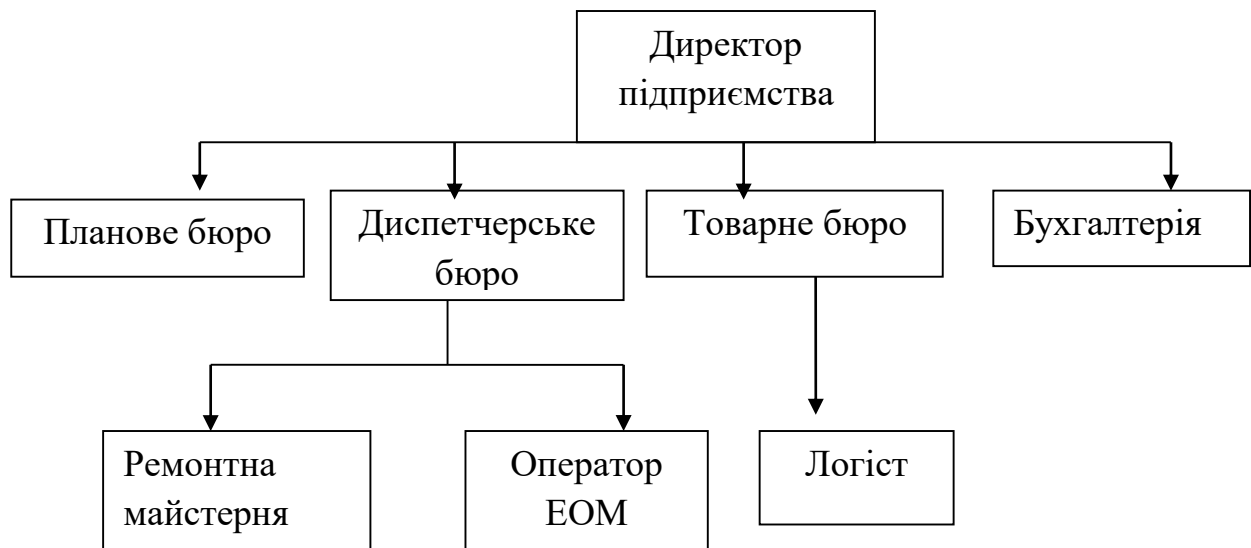 Директор
підприємства
Планове бюро
Диспетчерське
бюро
Товарне бюро
Бухгалтерія
Ремонтна
майстерня
Оператор
ЕОМ
Логіст